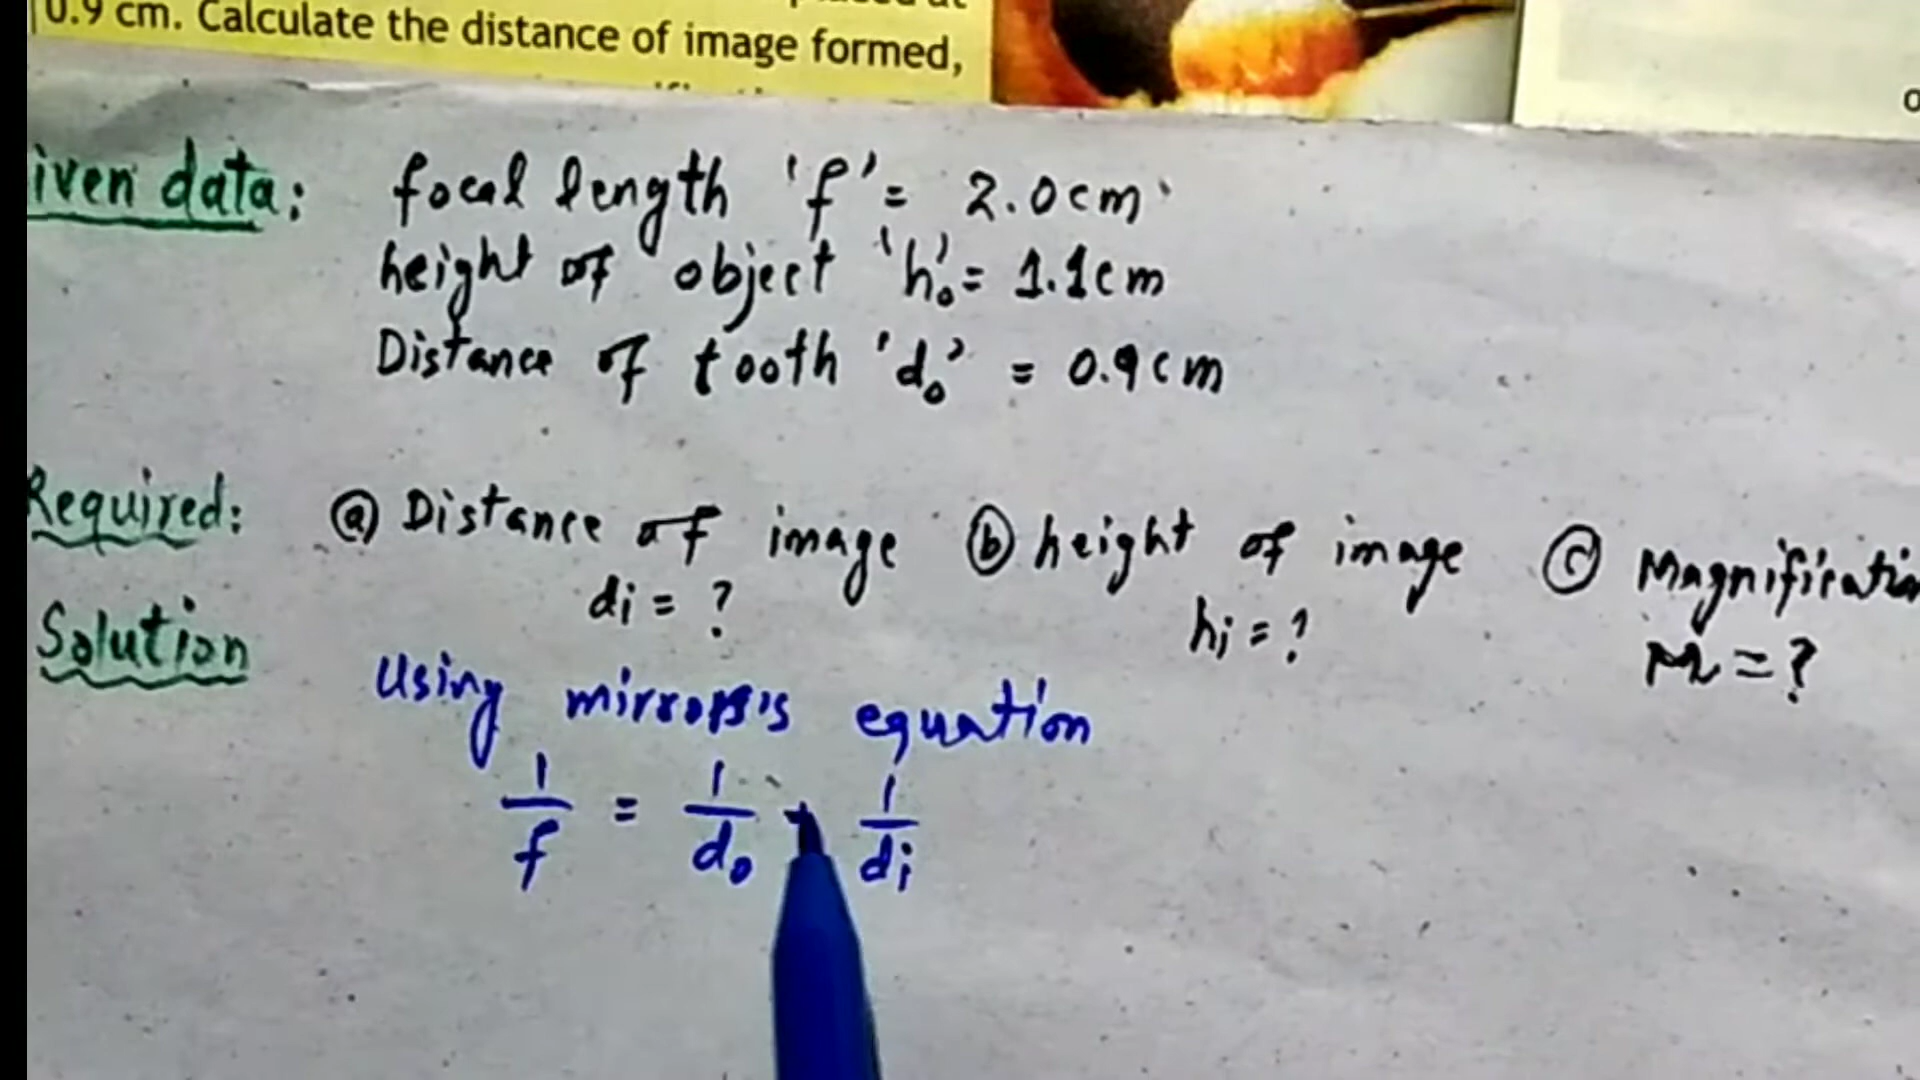 0.9 cm. Calculate the distance of image formed,
iven data: focal length 'f' = 2.0cm
height of object 'h₀' = 1.1cm
Distance of tooth 'd₀' = 0.9cm
Required: ⓐ Distance of image ⓑ height of image ⓒ Magnificatio
di = ? hi = ? M = ?
Solution
Using equation
1/f = 1/d₀ + 1/di